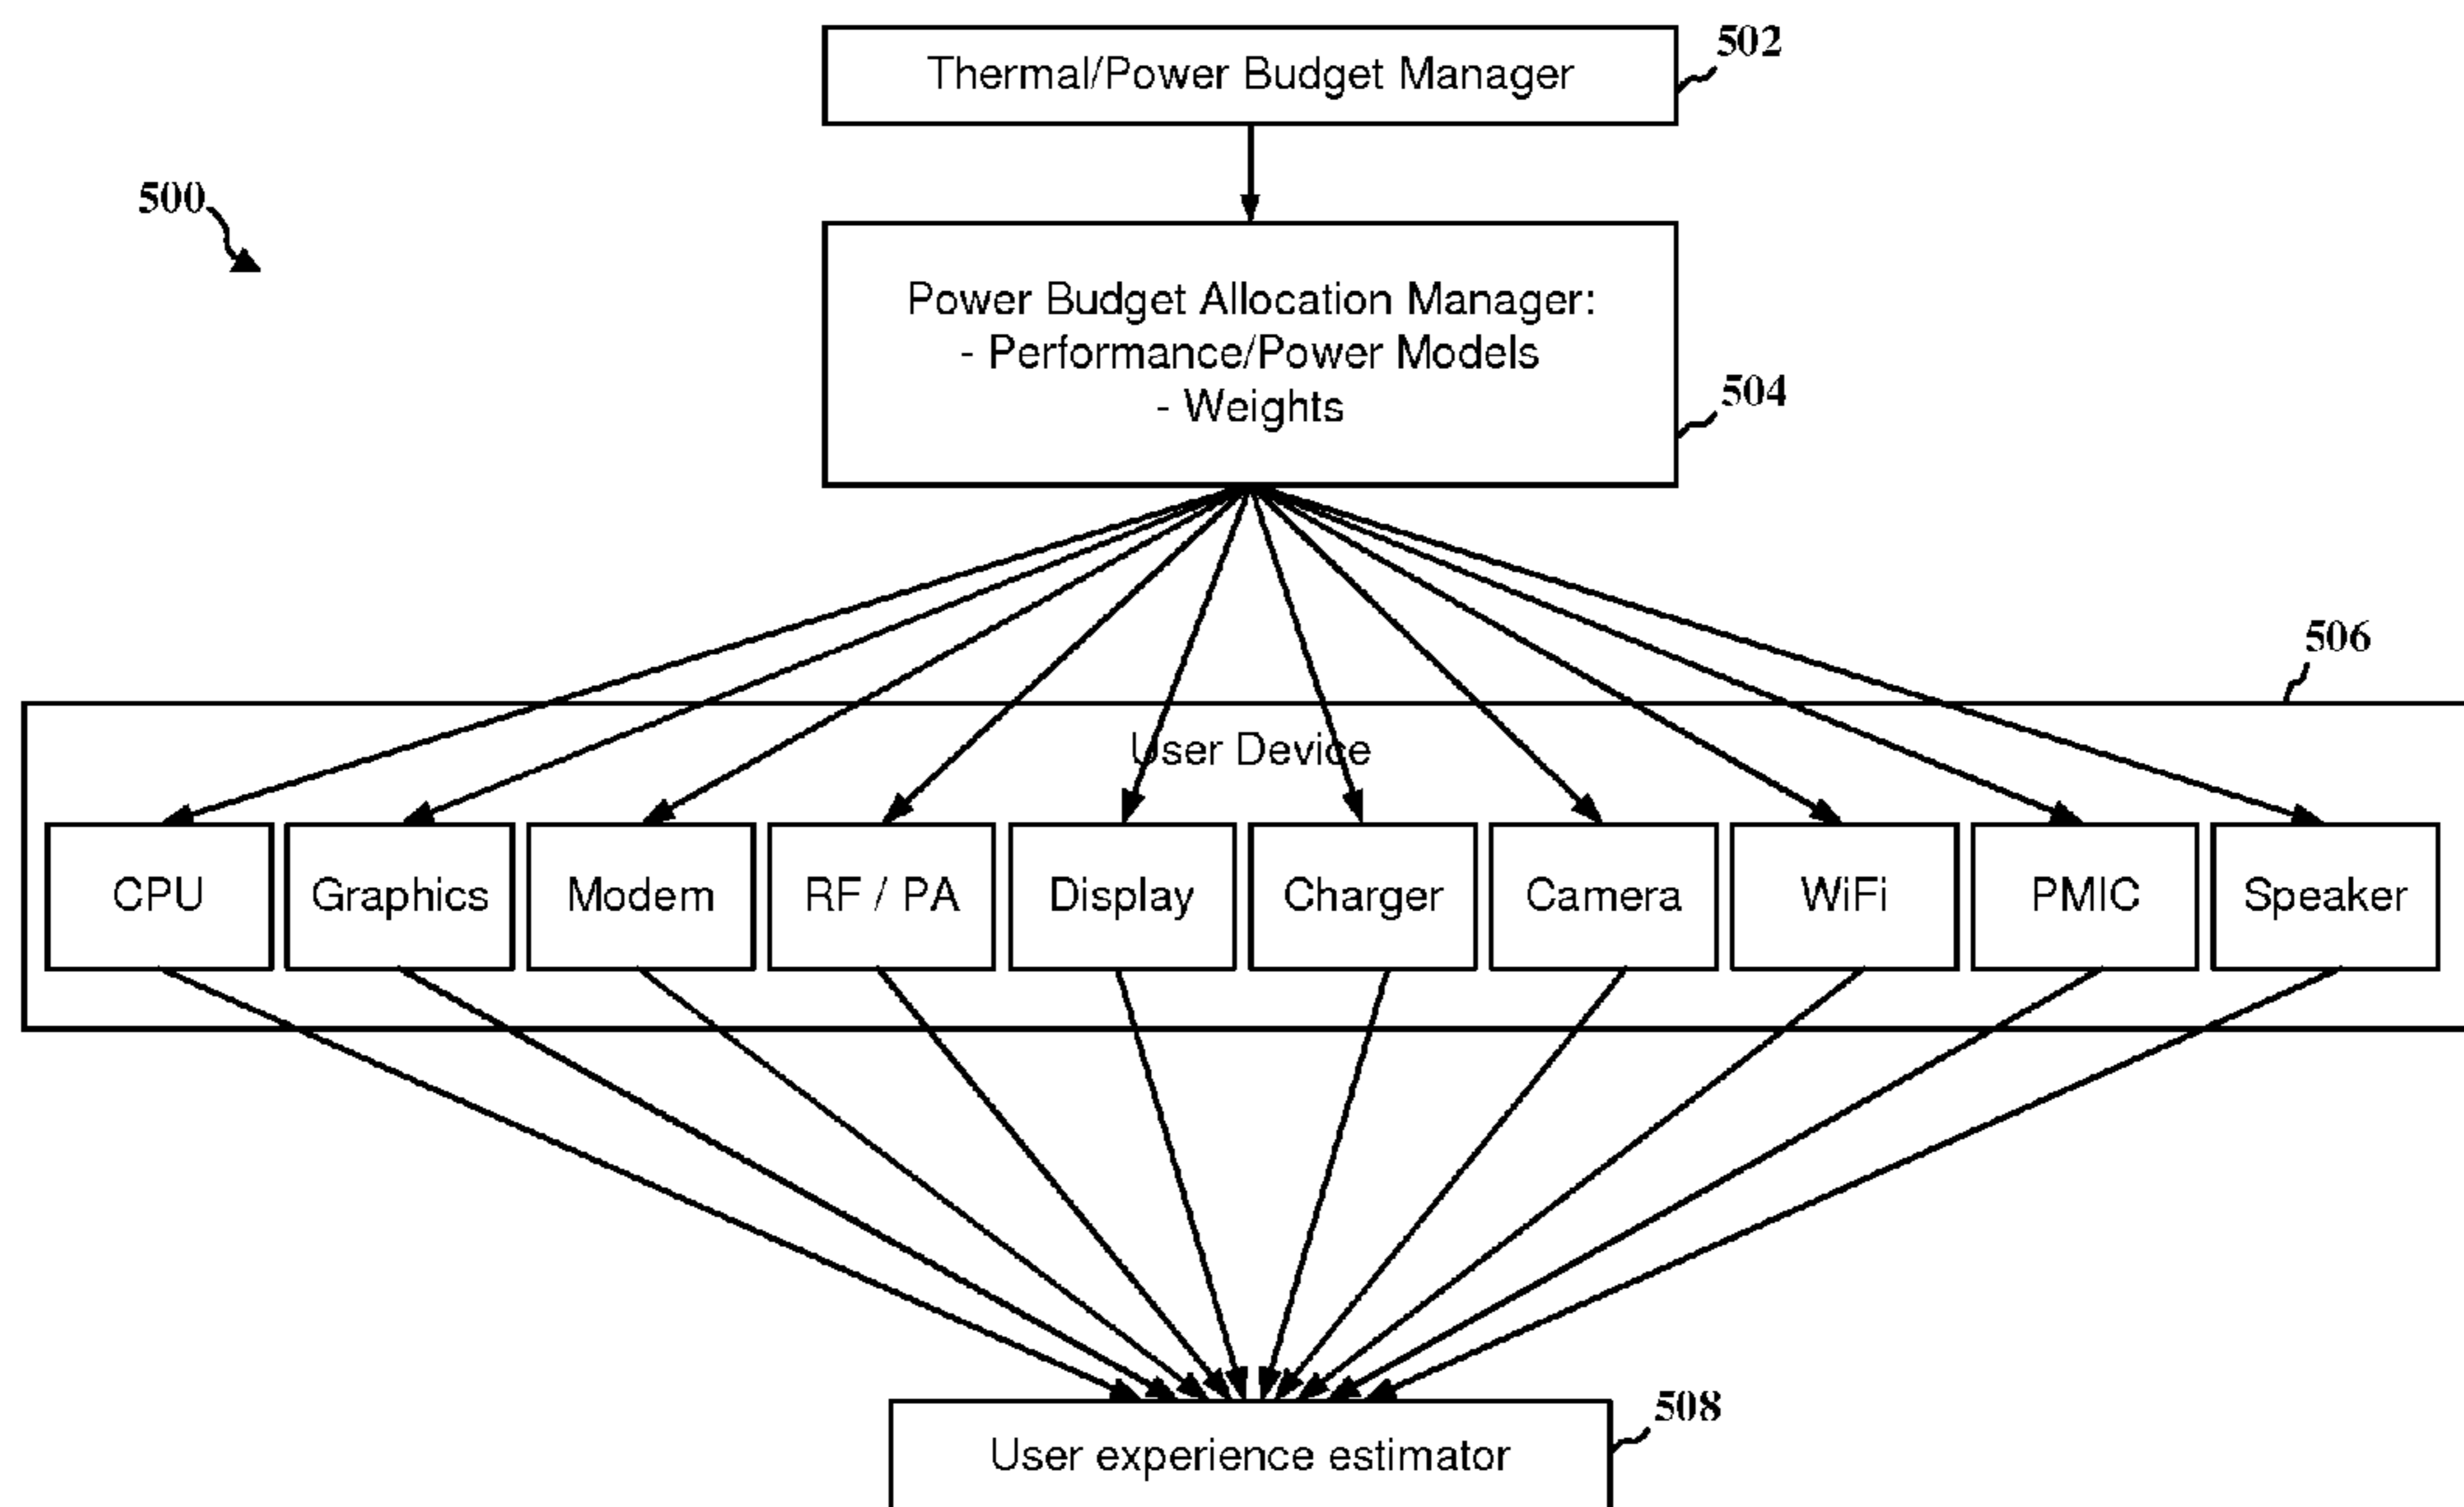 502
Thermal/Power Budget Manager
500
Power Budget Allocation Manager:
- Performance/Power Models
- Weights
504
506
User Device
CPU
Graphics
Modem
RF / PA
Display
Charger
Camera
WiFi
PMIC
Speaker
508
User experience estimator